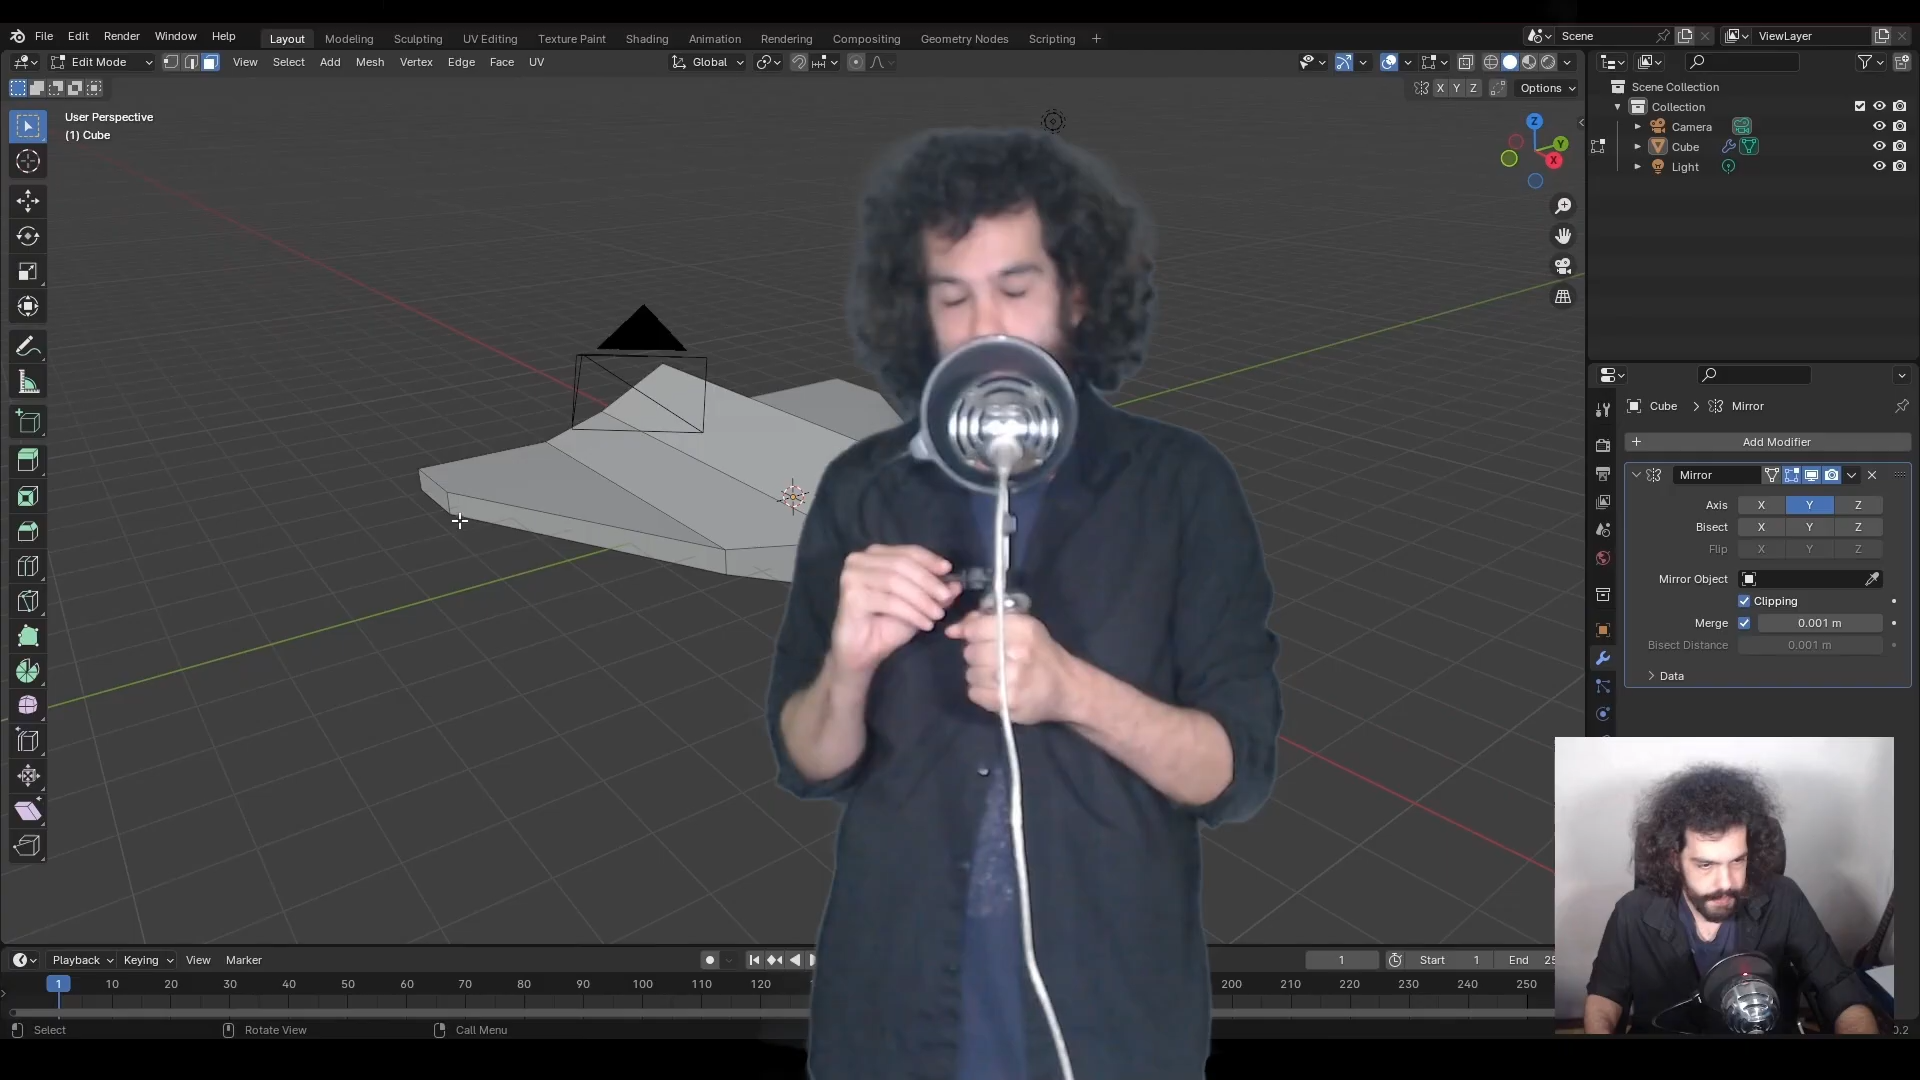 File Edit Render Window Help Layout Modeling Sculpting UV Editing Texture Paint Shading Animation Rendering Compositing Geometry Nodes Scripting + Scene ViewLayer
Edit Mode View Select Add Mesh Vertex Edge Face UV Global
X Y Z Options
User Perspective
(1) Cube
Z
Y
X
Scene Collection
Collection
Camera
Cube
Light
Cube > Mirror
+ Add Modifier
Mirror
Axis X Y Z
Bisect X Y Z
Flip X Y Z
Mirror Object
Clipping
Merge 0.001 m
Bisect Distance 0.001 m
Data
Playback Keying View Marker 1 Start 1 End 25
1 10 20 30 40 50 60 70 80 90 100 110 120 200 210 220 230 240 250
Select Rotate View Call Menu 0.2